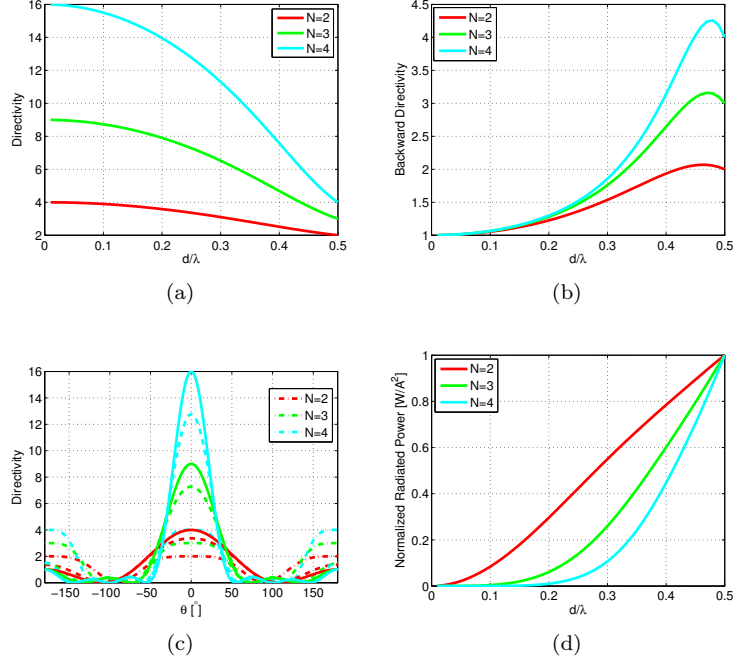 16
14
12
10
8
6
4
2
Directivity
N=2
N=3
N=4
0 0.1 0.2 0.3 0.4 0.5
d/λ
(a)
4.5
4
3.5
3
2.5
2
1.5
1
Backward Directivity
N=2
N=3
N=4
0 0.1 0.2 0.3 0.4 0.5
d/λ
(b)
16
14
12
10
8
6
4
2
0
Directivity
N=2
N=3
N=4
−150 −100 −50 0 50 100 150
θ [°]
(c)
1
0.8
0.6
0.4
0.2
0
Normalized Radiated Power [W/A²]
N=2
N=3
N=4
0 0.1 0.2 0.3 0.4 0.5
d/λ
(d)